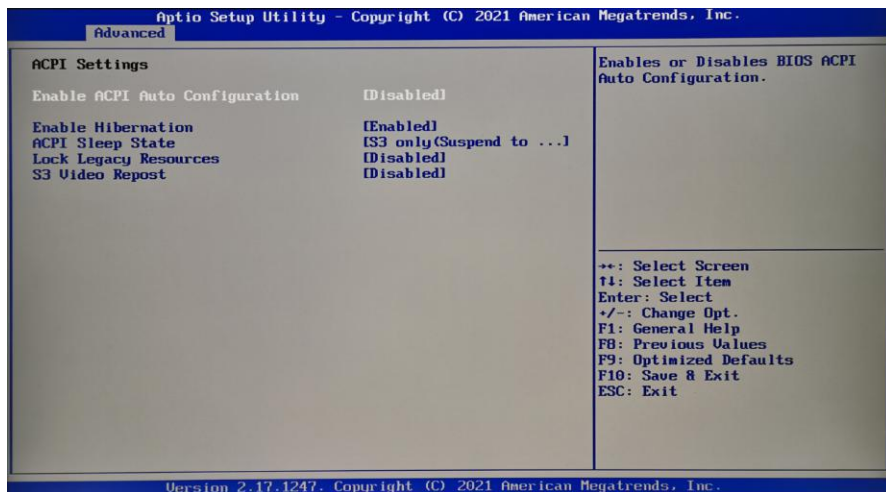 Aptio Setup Utility - Copyright (C) 2021 American Megatrends, Inc.
Advanced
ACPI Settings
Enable ACPI Auto Configuration [Disabled]
Enable Hibernation [Enabled]
ACPI Sleep State [S3 only(Suspend to ...]
Lock Legacy Resources [Disabled]
S3 Video Repost [Disabled]
Enables or Disables BIOS ACPI
Auto Configuration.
→←: Select Screen
↑↓: Select Item
Enter: Select
+/-: Change Opt.
F1: General Help
F8: Previous Values
F9: Optimized Defaults
F10: Save & Exit
ESC: Exit
Version 2.17.1247. Copyright (C) 2021 American Megatrends, Inc.